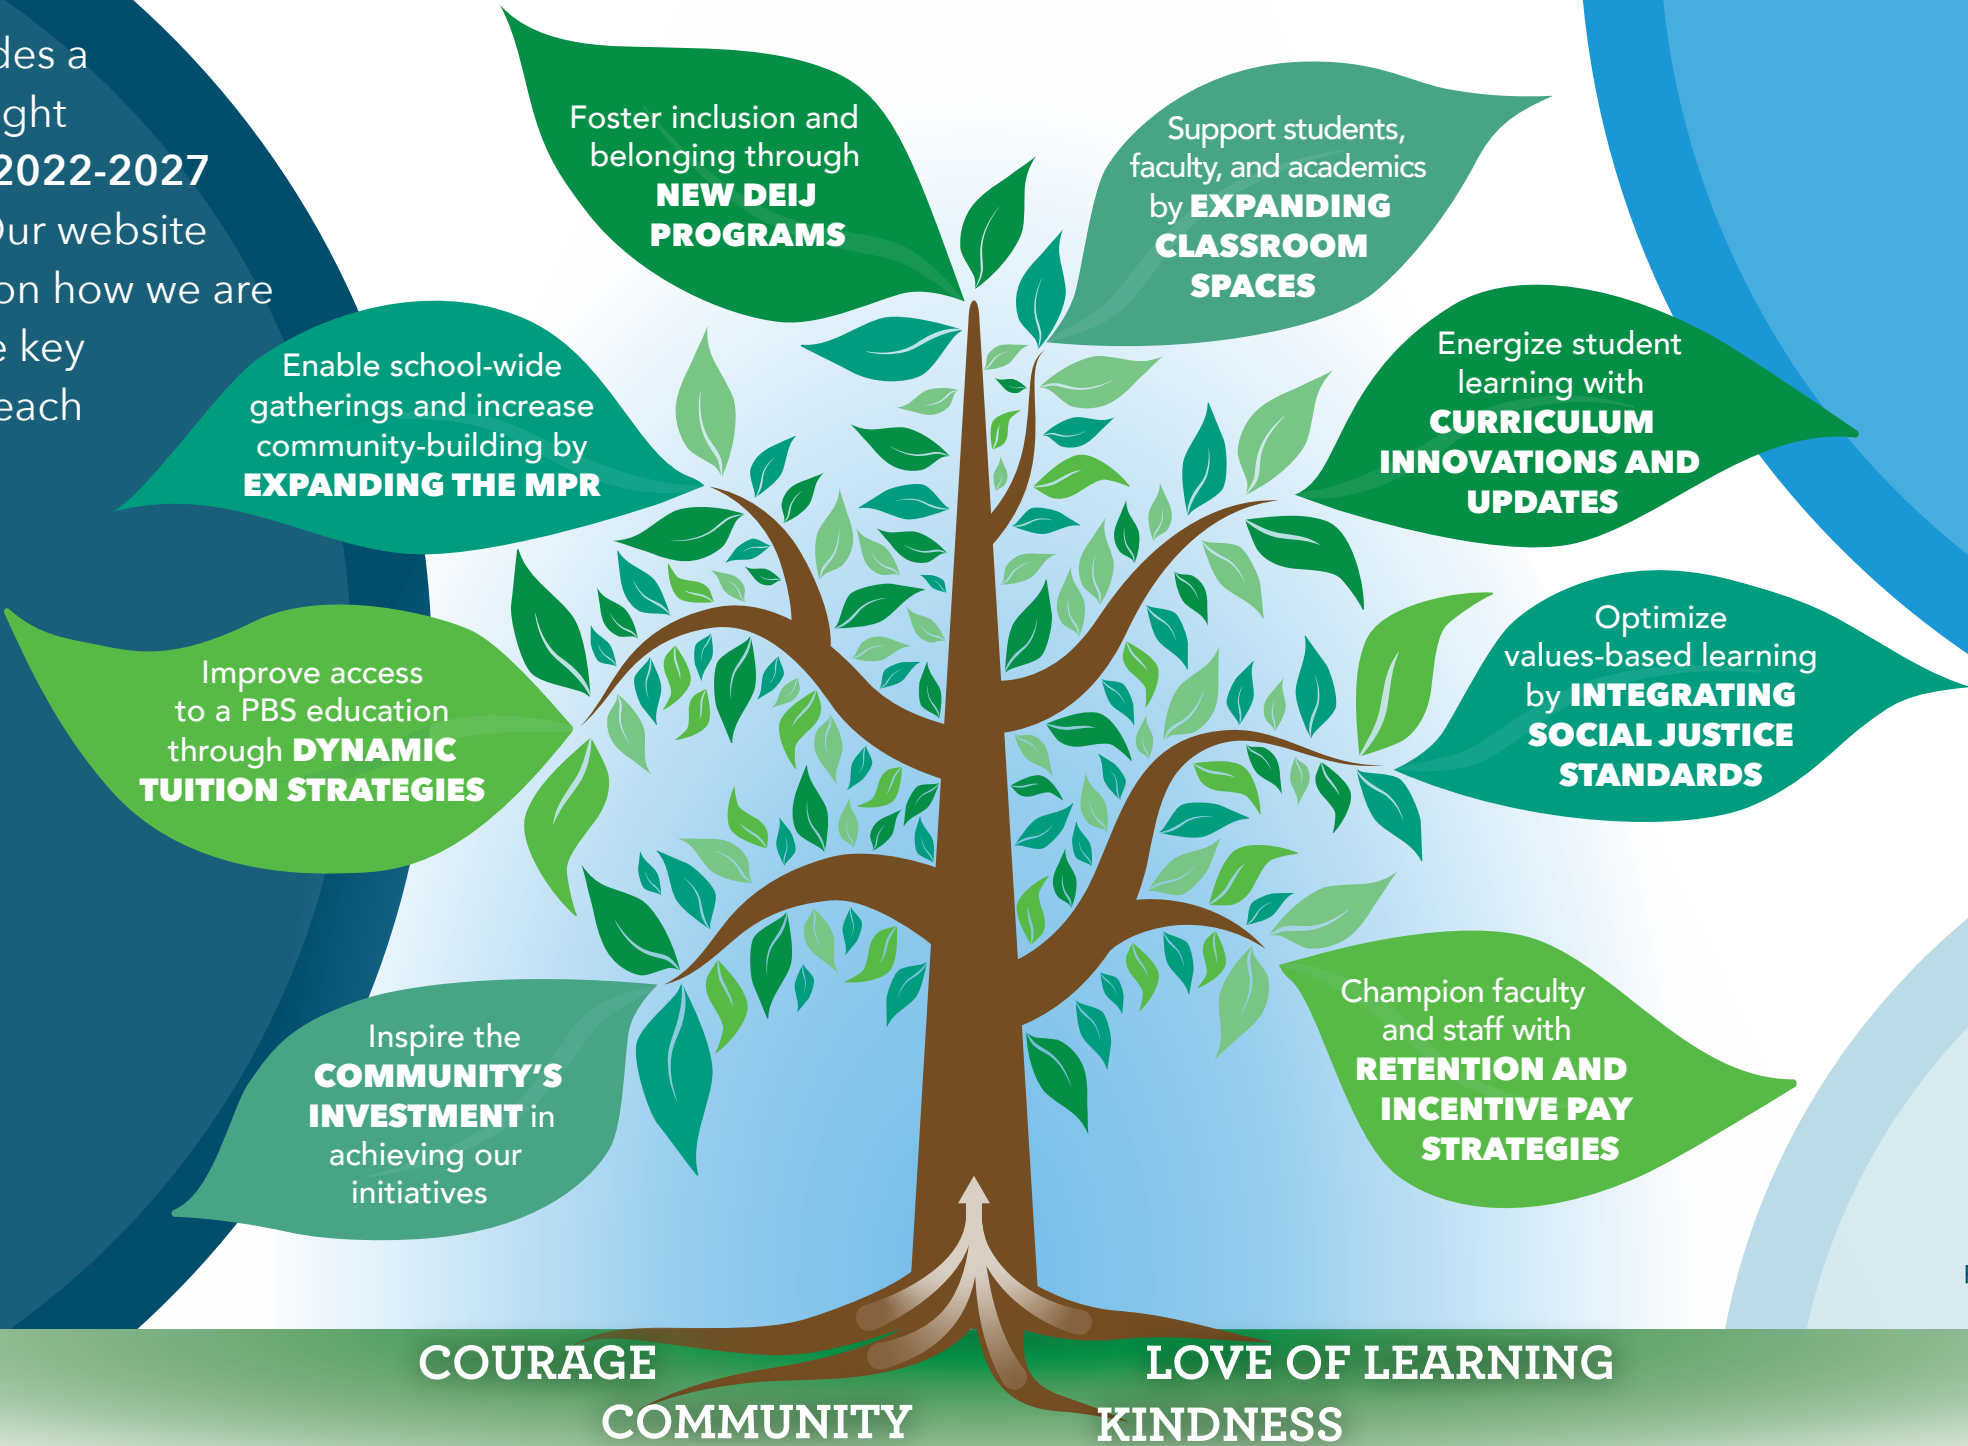 des a
ght
2022-2027
Our website
on how we are
e key
each
Foster inclusion and
belonging through
NEW DEIJ
PROGRAMS
Support students,
faculty, and academics
by EXPANDING
CLASSROOM
SPACES
Enable school-wide
gatherings and increase
community-building by
EXPANDING THE MPR
Energize student
learning with
CURRICULUM
INNOVATIONS AND
UPDATES
Improve access
to a PBS education
through DYNAMIC
TUITION STRATEGIES
Optimize
values-based learning
by INTEGRATING
SOCIAL JUSTICE
STANDARDS
Inspire the
COMMUNITY’S
INVESTMENT in
achieving our
initiatives
Champion faculty
and staff with
RETENTION AND
INCENTIVE PAY
STRATEGIES
COURAGE
LOVE OF LEARNING
COMMUNITY
KINDNESS